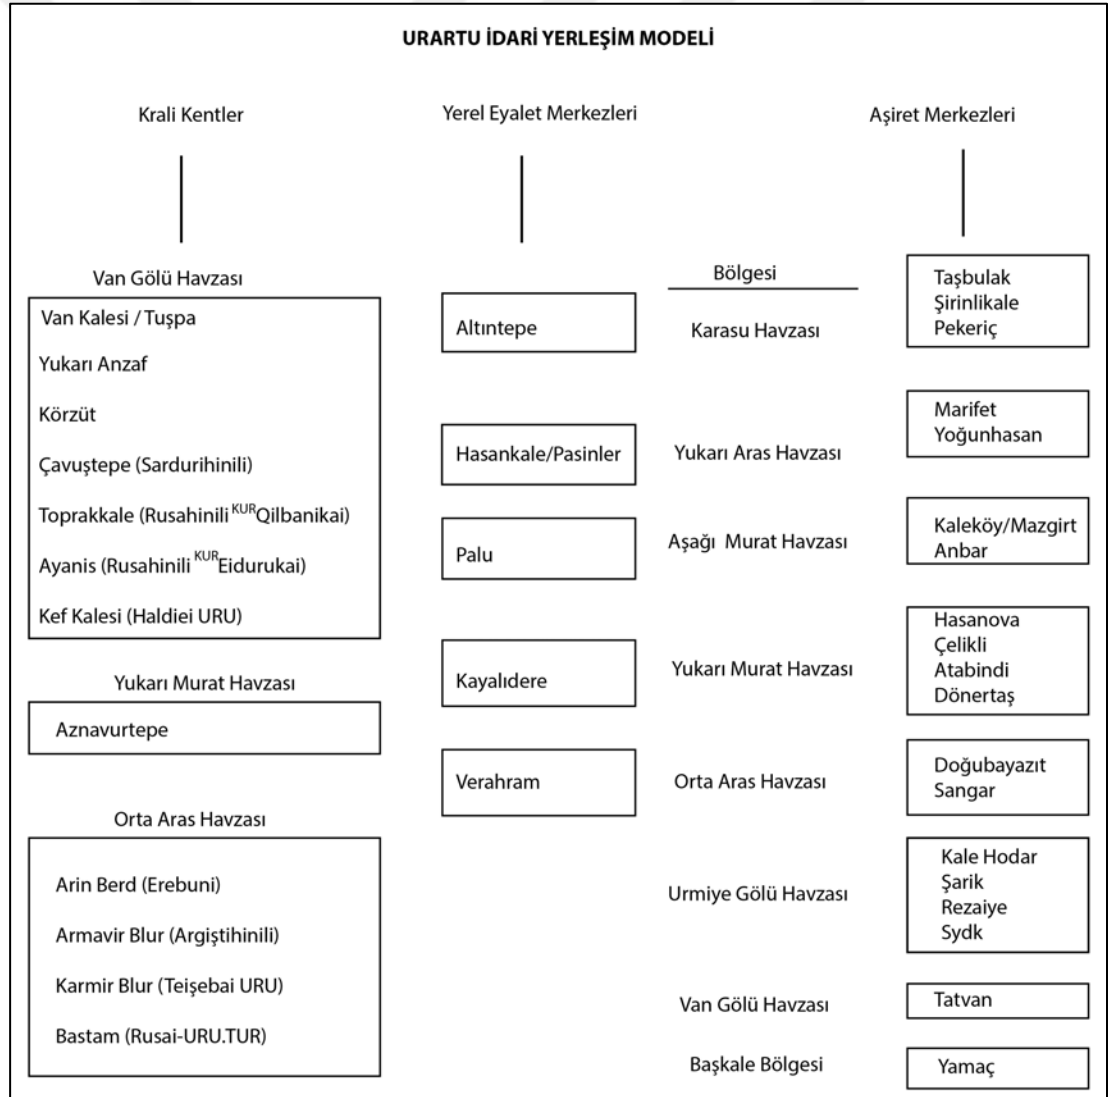 URARTU İDARİ YERLEŞİM MODELİ
Krali Kentler
Van Gölü Havzası
Van Kalesi / Tuşpa
Yukarı Anzaf
Körzüt
Çavuştepe (Sardurihinili)
Toprakkale (Rusahinili KURQilbanikai)
Ayanis (Rusahinili KUREidurukai)
Kef Kalesi (Haldiei URU)
Yukarı Murat Havzası
Aznavurtepe
Orta Aras Havzası
Arin Berd (Erebuni)
Armavir Blur (Argiştihinili)
Karmir Blur (Teişebai URU)
Bastam (Rusai-URU.TUR)
Yerel Eyalet Merkezleri
Altıntepe
Hasankale/Pasinler
Palu
Kayalıdere
Verahram
Bölgesi
Karasu Havzası
Yukarı Aras Havzası
Aşağı Murat Havzası
Yukarı Murat Havzası
Orta Aras Havzası
Urmiye Gölü Havzası
Van Gölü Havzası
Başkale Bölgesi
Aşiret Merkezleri
Taşbulak
Şirinlikale
Pekeriç
Marifet
Yoğunhasan
Kaleköy/Mazgirt
Anbar
Hasanova
Çelikli
Atabindi
Dönertaş
Doğubayazıt
Sangar
Kale Hodar
Şarik
Rezaiye
Sydk
Tatvan
Yamaç